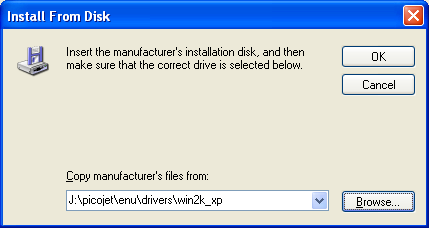 Install From Disk
Insert the manufacturer's installation disk, and then
make sure that the correct drive is selected below.
OK
Cancel
Copy manufacturer's files from:
J:\picojet\enu\drivers\win2k_xp
Browse...